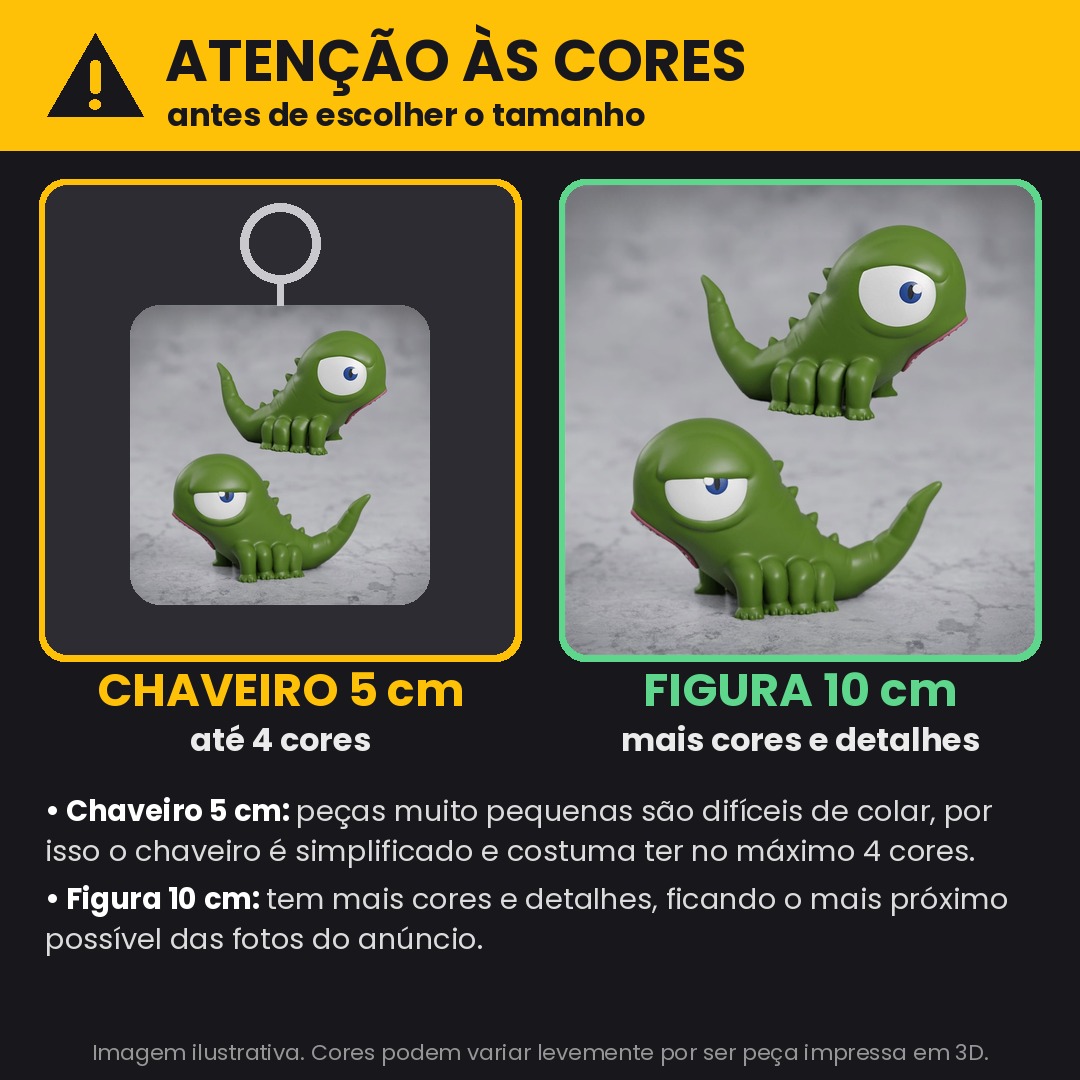 ATENÇÃO ÀS CORES
antes de escolher o tamanho
CHAVEIRO 5 cm
até 4 cores
FIGURA 10 cm
mais cores e detalhes
• Chaveiro 5 cm: peças muito pequenas são difíceis de colar, por
isso o chaveiro é simplificado e costuma ter no máximo 4 cores.
• Figura 10 cm: tem mais cores e detalhes, ficando o mais próximo
possível das fotos do anúncio.
Imagem ilustrativa. Cores podem variar levemente por ser peça impressa em 3D.